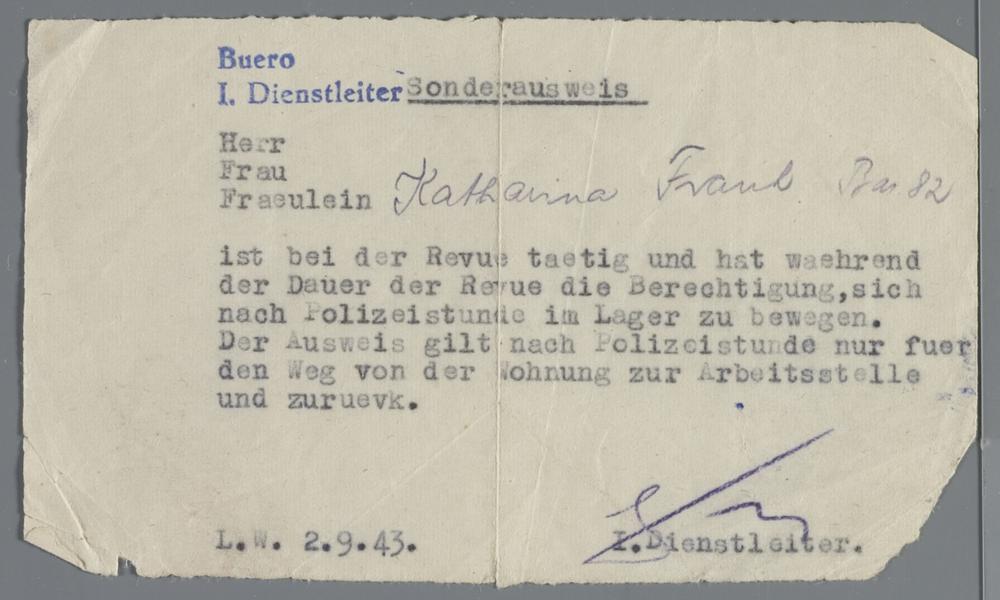 Buero
I. Dienstleiter Sonderausweis
Herr
Frau
Fraeulein Katharina Frank Bar 82
ist bei der Revue taetig und hat waehrend
der Dauer der Revue die Berechtigung,sich
nach Polizeistunde im Lager zu bewegen.
Der Ausweis gilt nach Polizeistunde nur fuer
den Weg von der Wohnung zur Arbeitsstelle
und zuruevk.
L.W. 2.9.43.
I.Dienstleiter.